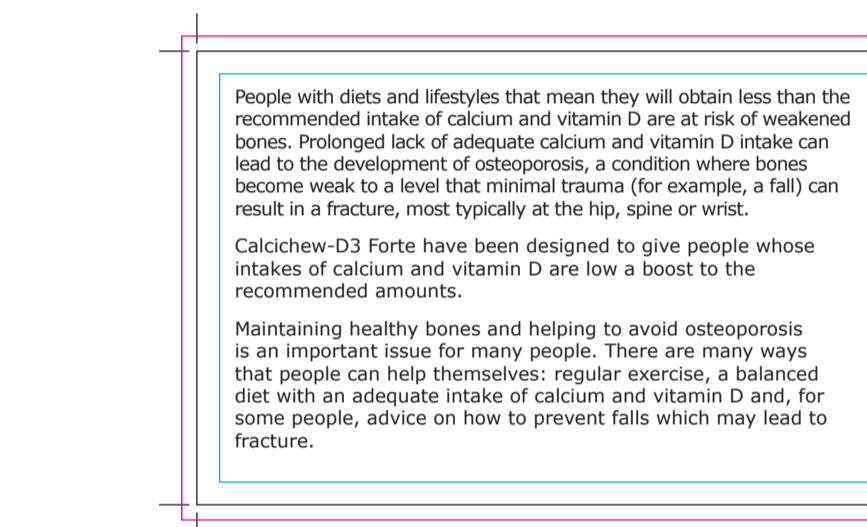 People with diets and lifestyles that mean they will obtain less than the
recommended intake of calcium and vitamin D are at risk of weakened
bones. Prolonged lack of adequate calcium and vitamin D intake can
lead to the development of osteoporosis, a condition where bones
become weak to a level that minimal trauma (for example, a fall) can
result in a fracture, most typically at the hip, spine or wrist.
Calcichew-D3 Forte have been designed to give people whose
intakes of calcium and vitamin D are low a boost to the
recommended amounts.
Maintaining healthy bones and helping to avoid osteoporosis
is an important issue for many people. There are many ways
that people can help themselves: regular exercise, a balanced
diet with an adequate intake of calcium and vitamin D and, for
some people, advice on how to prevent falls which may lead to
fracture.